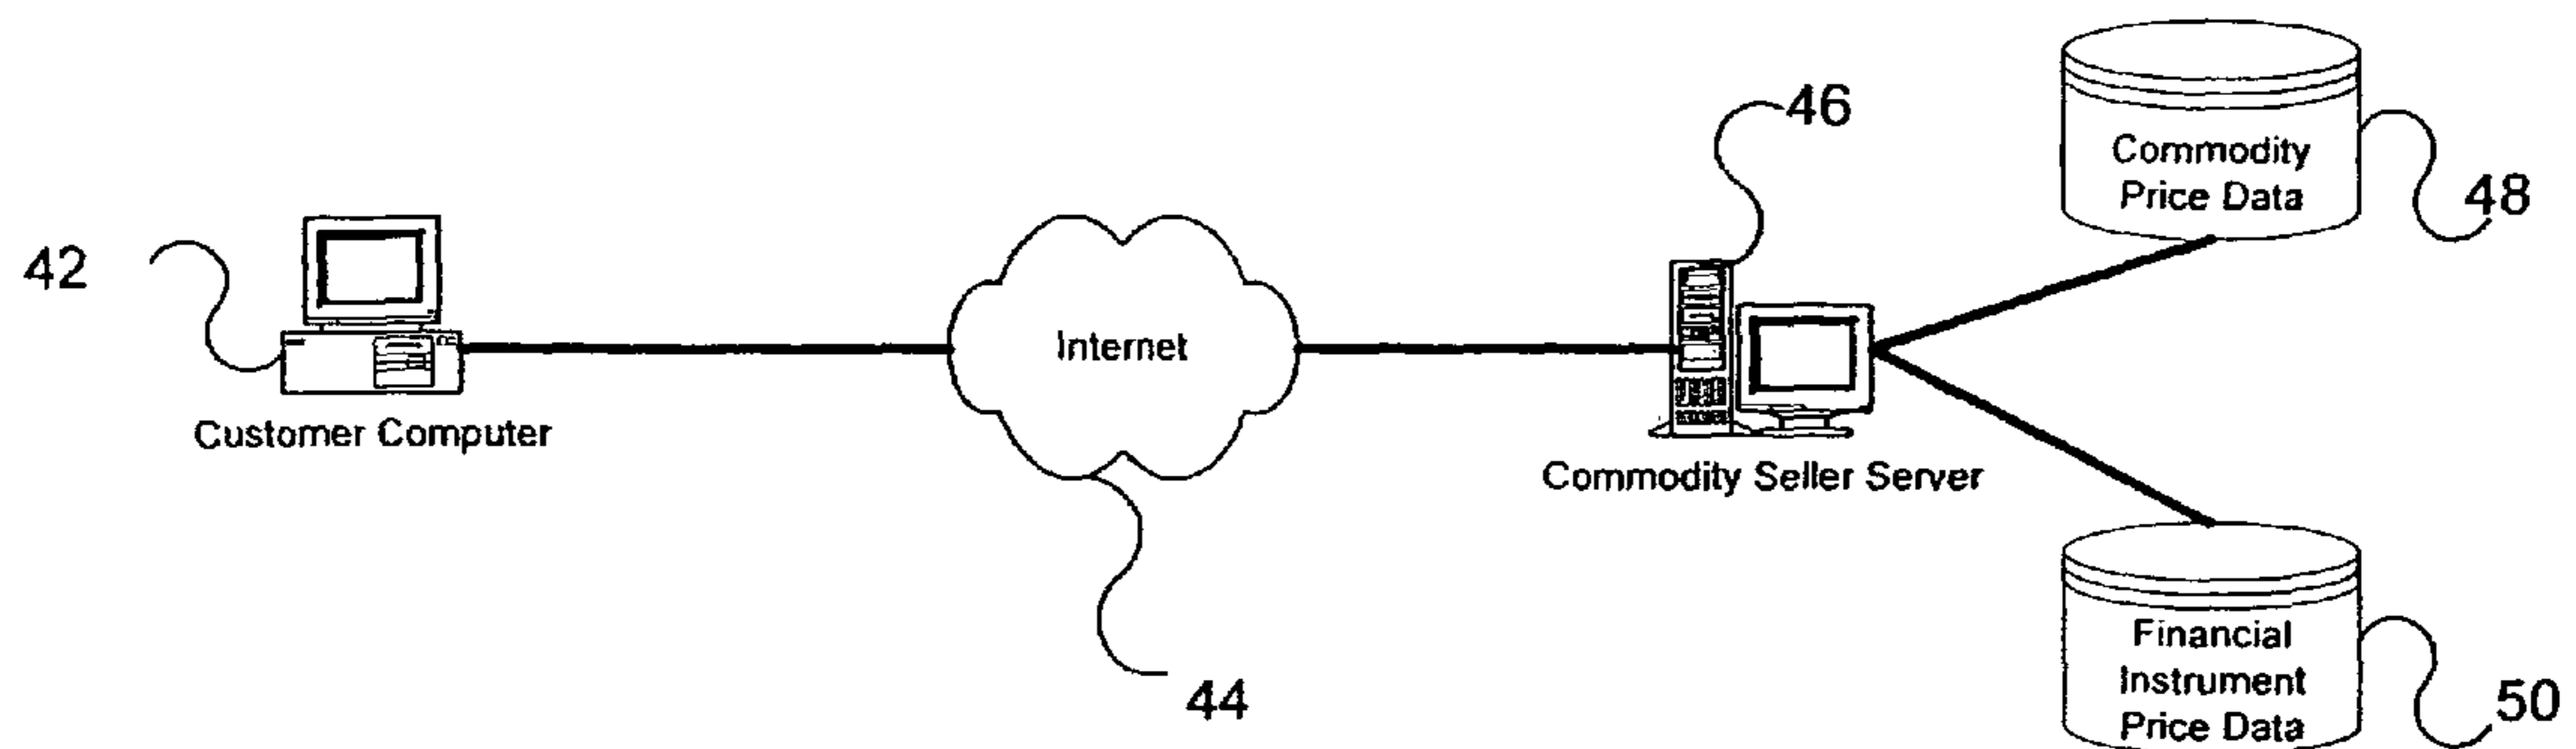 42
Customer Computer
Internet
44
46
Commodity Seller Server
Commodity
Price Data
48
Financial
Instrument
Price Data
50